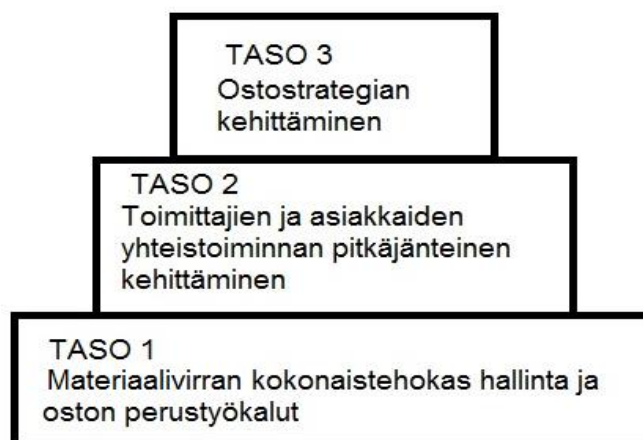 TASO 3
Ostostrategian
kehittäminen
TASO 2
Toimittajien ja asiakkaiden
yhteistoiminnan pitkäjänteinen
kehittäminen
TASO 1
Materiaalivirran kokonaistehokas hallinta ja
oston perustyökalut